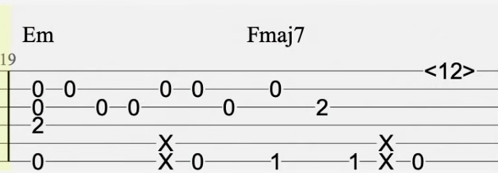 Em Fmaj7
19
<12>
0 0 0 0 0
0 0 0 0 2
2
X X
0 X 0 1 1 X 0